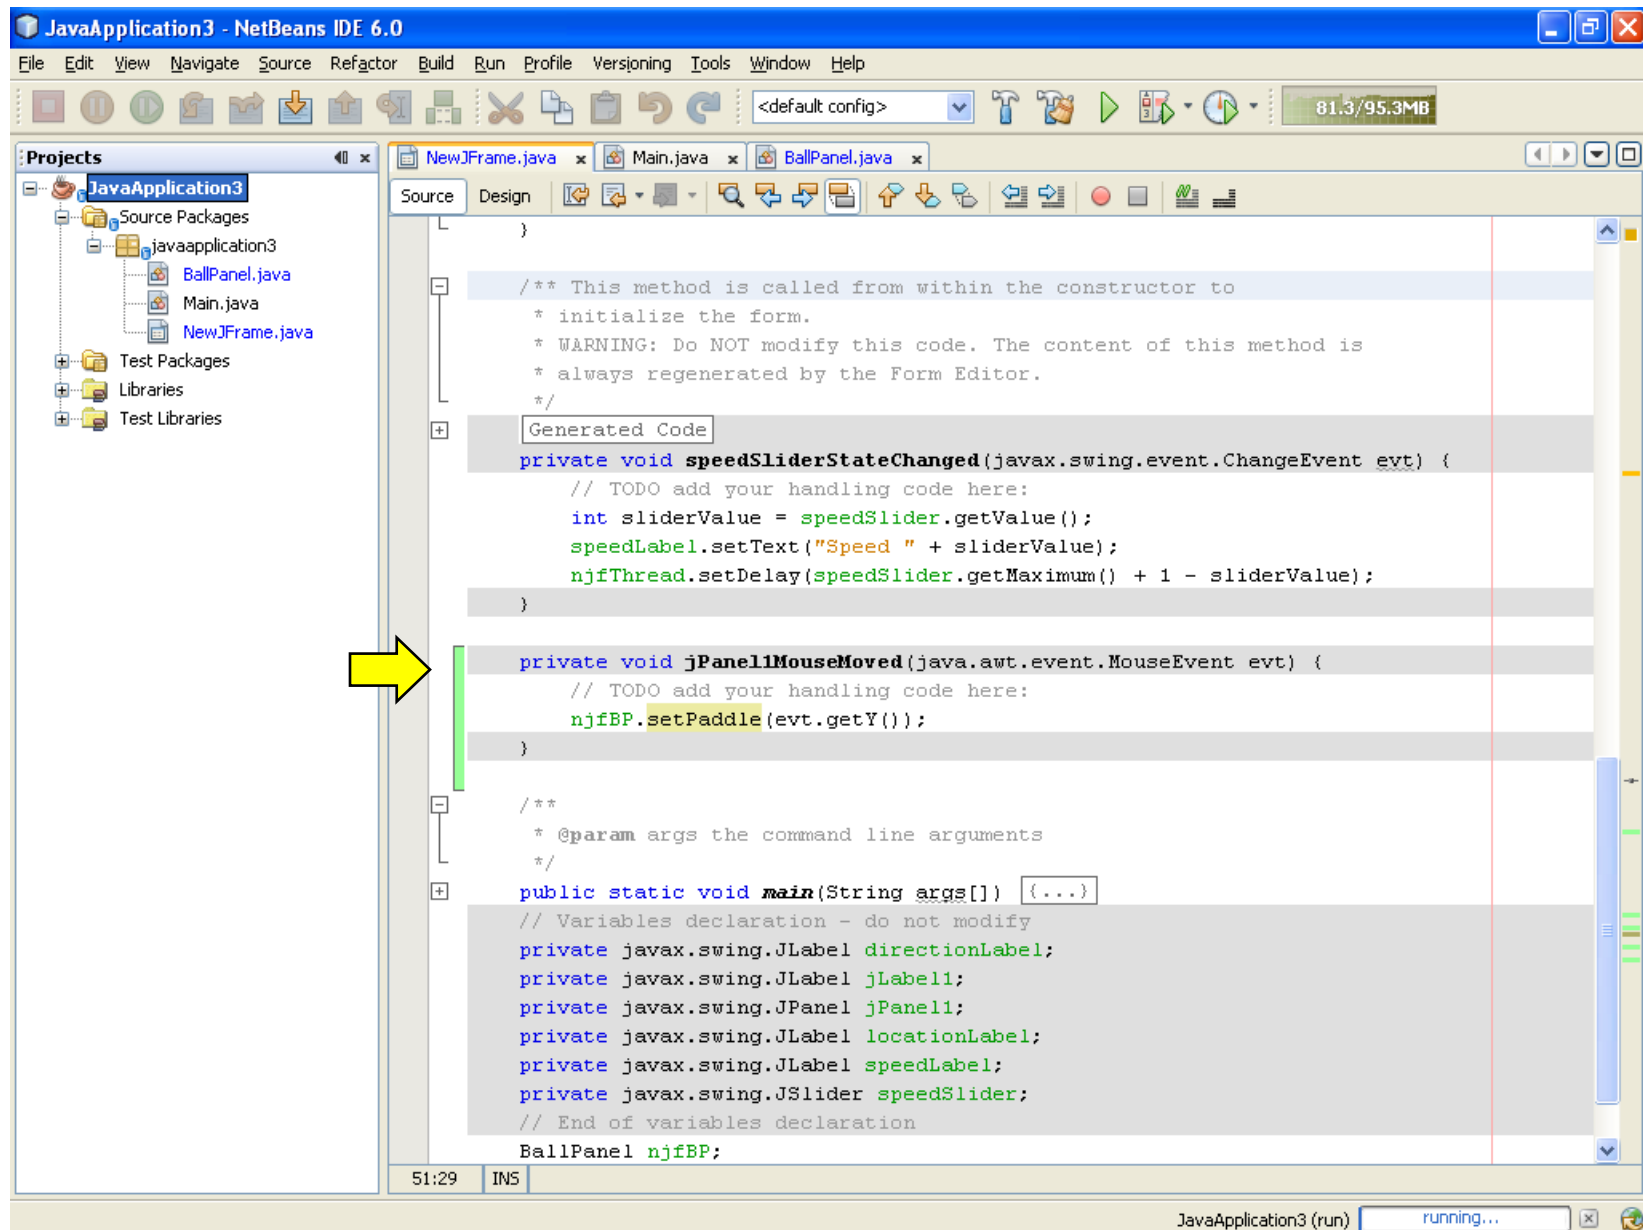 JavaApplication3 - NetBeans IDE 6.0
File Edit View Navigate Source Refactor Build Run Profile Versioning Tools Window Help
<default config>
81.3/95.3MB
Projects
NewJFrame.java x Main.java x BallPanel.java x
JavaApplication3
Source Packages
javaapplication3
BallPanel.java
Main.java
NewJFrame.java
Test Packages
Libraries
Test Libraries
Source Design
}
/** This method is called from within the constructor to
* initialize the form.
* WARNING: Do NOT modify this code. The content of this method is
* always regenerated by the Form Editor.
*/
Generated Code
private void speedSliderStateChanged(javax.swing.event.ChangeEvent evt) {
// TODO add your handling code here:
int sliderValue = speedSlider.getValue();
speedLabel.setText("Speed " + sliderValue);
njfThread.setDelay(speedSlider.getMaximum() + 1 - sliderValue);
}
private void jPanel1MouseMoved(java.awt.event.MouseEvent evt) {
// TODO add your handling code here:
njfBP.setPaddle(evt.getY());
}
/**
* @param args the command line arguments
*/
public static void main(String args[]) {...}
// Variables declaration - do not modify
private javax.swing.JLabel directionLabel;
private javax.swing.JLabel jLabel1;
private javax.swing.JPanel jPanel1;
private javax.swing.JLabel locationLabel;
private javax.swing.JLabel speedLabel;
private javax.swing.JSlider speedSlider;
// End of variables declaration
BallPanel njfBP;
51:29 INS
JavaApplication3 (run) running...